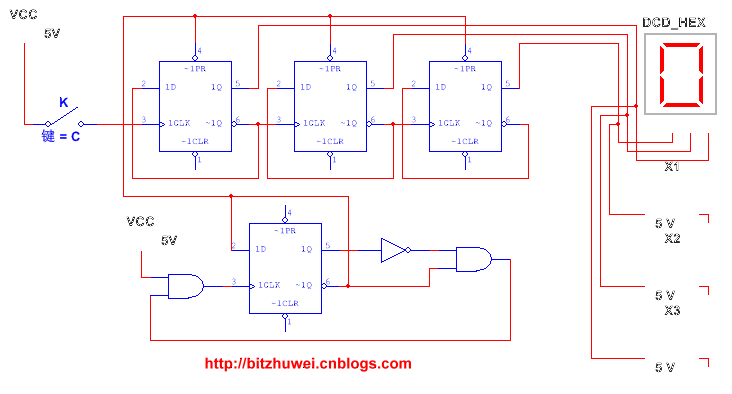 VCC
5V
DCD_HEX
4
4
4
~1PR
~1PR
~1PR
2
1D
1Q
5
2
1D
1Q
5
2
1D
1Q
5
K
键 = C
3
1CLK
~1Q
6
3
1CLK
~1Q
6
3
1CLK
~1Q
6
~1CLR
~1CLR
~1CLR
1
1
1
X1
VCC
5V
4
~1PR
2
1D
1Q
5
3
1CLK
~1Q
6
~1CLR
1
5 V
X2
5 V
X3
5 V
http://bitzhuwei.cnblogs.com